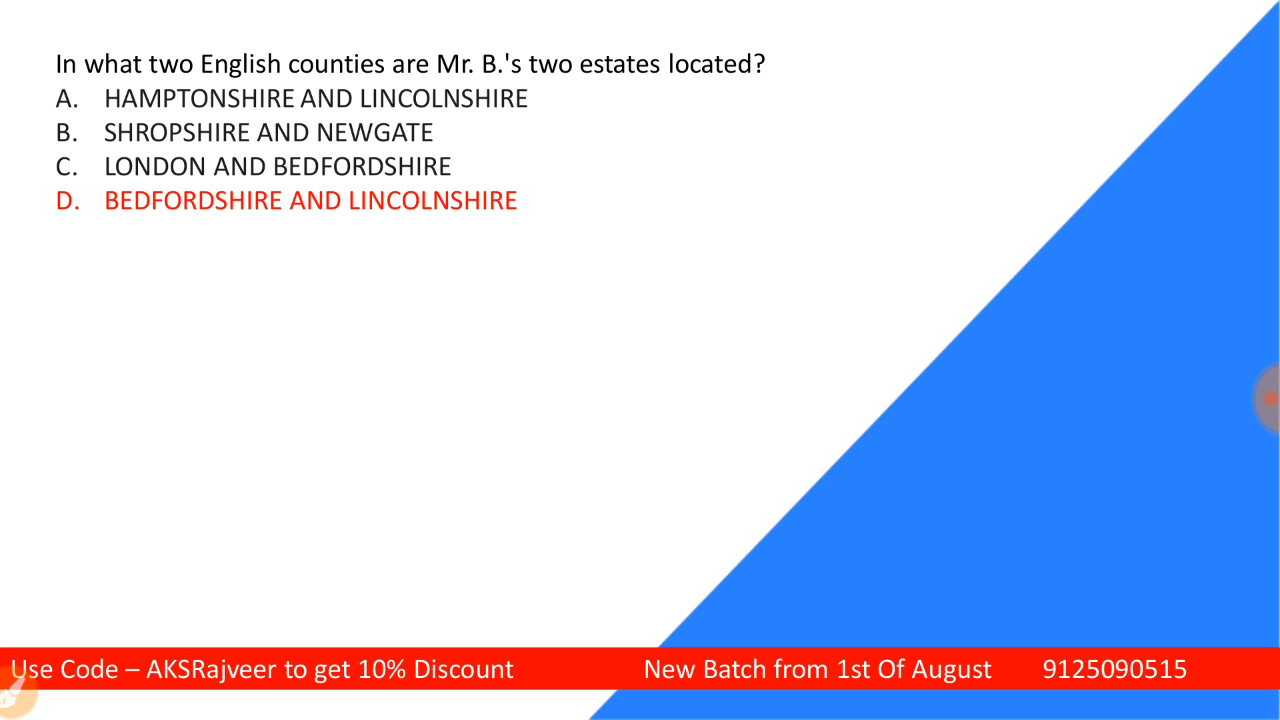 In what two English counties are Mr. B.'s two estates located?
A. HAMPTONSHIRE AND LINCOLNSHIRE
B. SHROPSHIRE AND NEWGATE
C. LONDON AND BEDFORDSHIRE
D. BEDFORDSHIRE AND LINCOLNSHIRE
Use Code – AKSRajveer to get 10% Discount New Batch from 1st Of August 9125090515